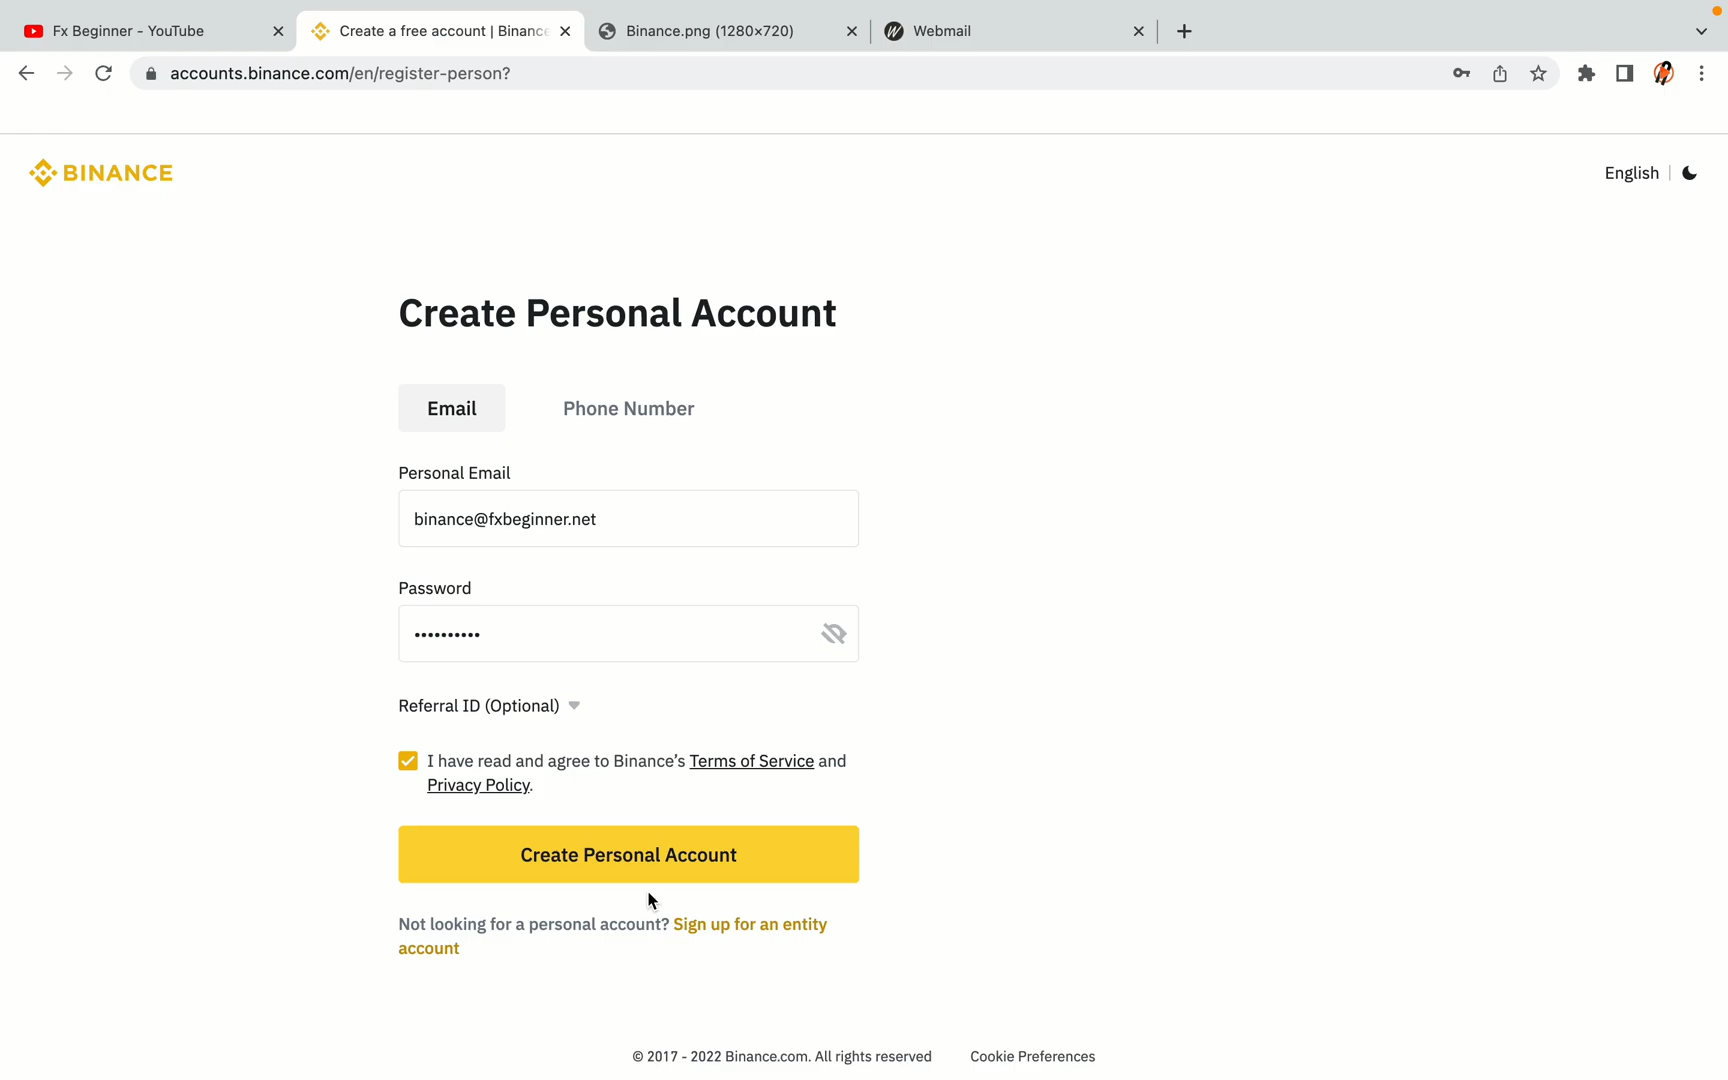 Fx Beginner - YouTube
Create a free account | Binance
Binance.png (1280×720)
Webmail
accounts.binance.com/en/register-person?
BINANCE
English
Create Personal Account
Email
Phone Number
Personal Email
binance@fxbeginner.net
Password
••••••••••
Referral ID (Optional)
I have read and agree to Binance's Terms of Service and
Privacy Policy.
Create Personal Account
Not looking for a personal account? Sign up for an entity
account
© 2017 - 2022 Binance.com. All rights reserved
Cookie Preferences